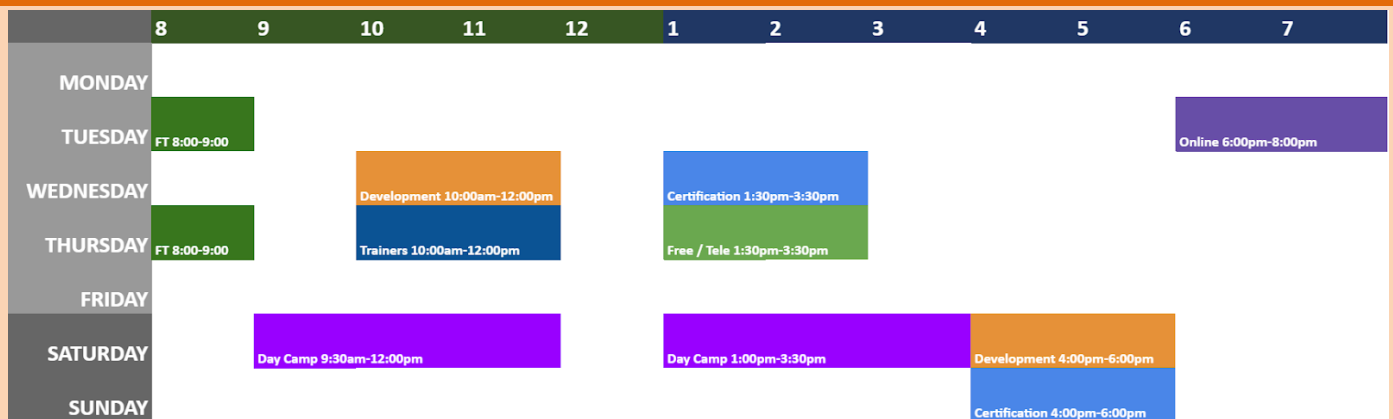 8 9 10 11 12 1 2 3 4 5 6 7
MONDAY
TUESDAY FT 8:00-9:00 Online 6:00pm-8:00pm
WEDNESDAY Development 10:00am-12:00pm Certification 1:30pm-3:30pm
THURSDAY FT 8:00-9:00 Trainers 10:00am-12:00pm Free / Tele 1:30pm-3:30pm
FRIDAY
SATURDAY Day Camp 9:30am-12:00pm Day Camp 1:00pm-3:30pm Development 4:00pm-6:00pm
SUNDAY Certification 4:00pm-6:00pm